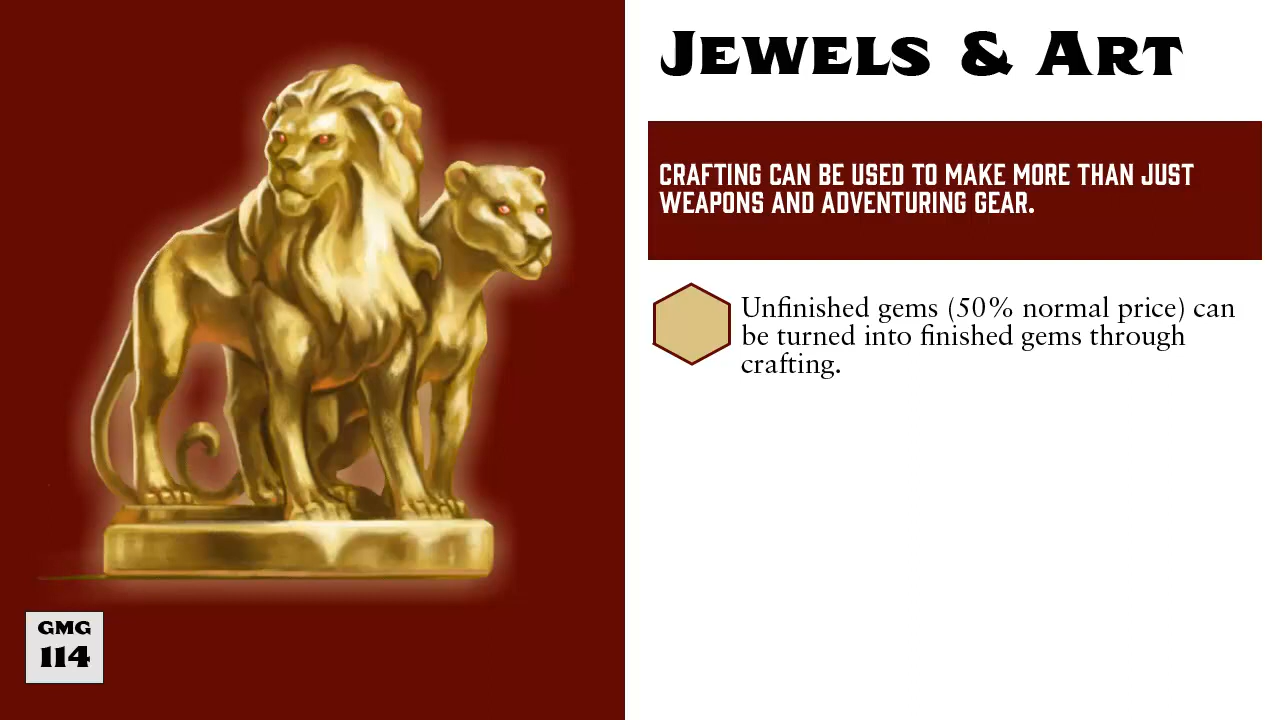 Jewels & Art
CRAFTING CAN BE USED TO MAKE MORE THAN JUST
WEAPONS AND ADVENTURING GEAR.
Unfinished gems (50% normal price) can
be turned into finished gems through
crafting.
GMG
114